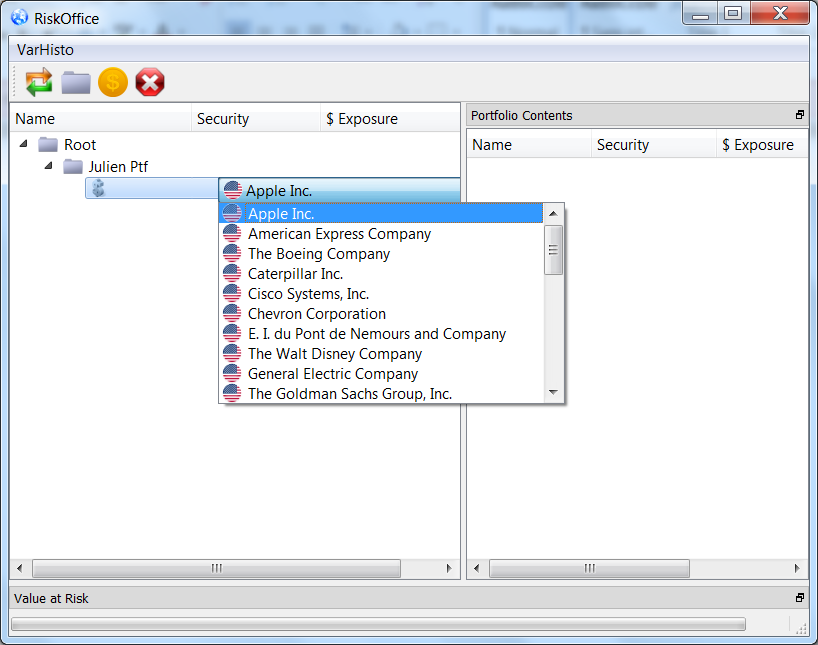 RiskOffice
VarHisto
Name Security $ Exposure
Root
Julien Ptf
Apple Inc.
Apple Inc.
American Express Company
The Boeing Company
Caterpillar Inc.
Cisco Systems, Inc.
Chevron Corporation
E. I. du Pont de Nemours and Company
The Walt Disney Company
General Electric Company
The Goldman Sachs Group, Inc.
Portfolio Contents
Name Security $ Exposure
Value at Risk